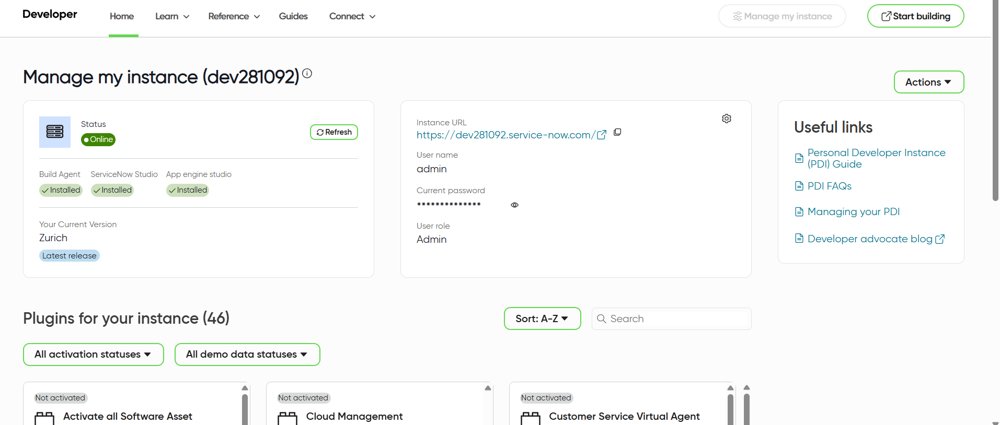 Developer
Home
Learn
Reference
Guides
Connect
Manage my instance
Start building
Manage my instance (dev281092)
Actions
Status
Online
Refresh
Build Agent
ServiceNow Studio
App engine studio
Installed
Installed
Installed
Your Current Version
Zurich
Latest release
Instance URL
https://dev281092.service-now.com/
User name
admin
Current password
**************
User role
Admin
Useful links
Personal Developer Instance
(PDI) Guide
PDI FAQs
Managing your PDI
Developer advocate blog
Plugins for your instance (46)
Sort: A-Z
Search
All activation statuses
All demo data statuses
Not activated
Activate all Software Asset
Not activated
Cloud Management
Not activated
Customer Service Virtual Agent